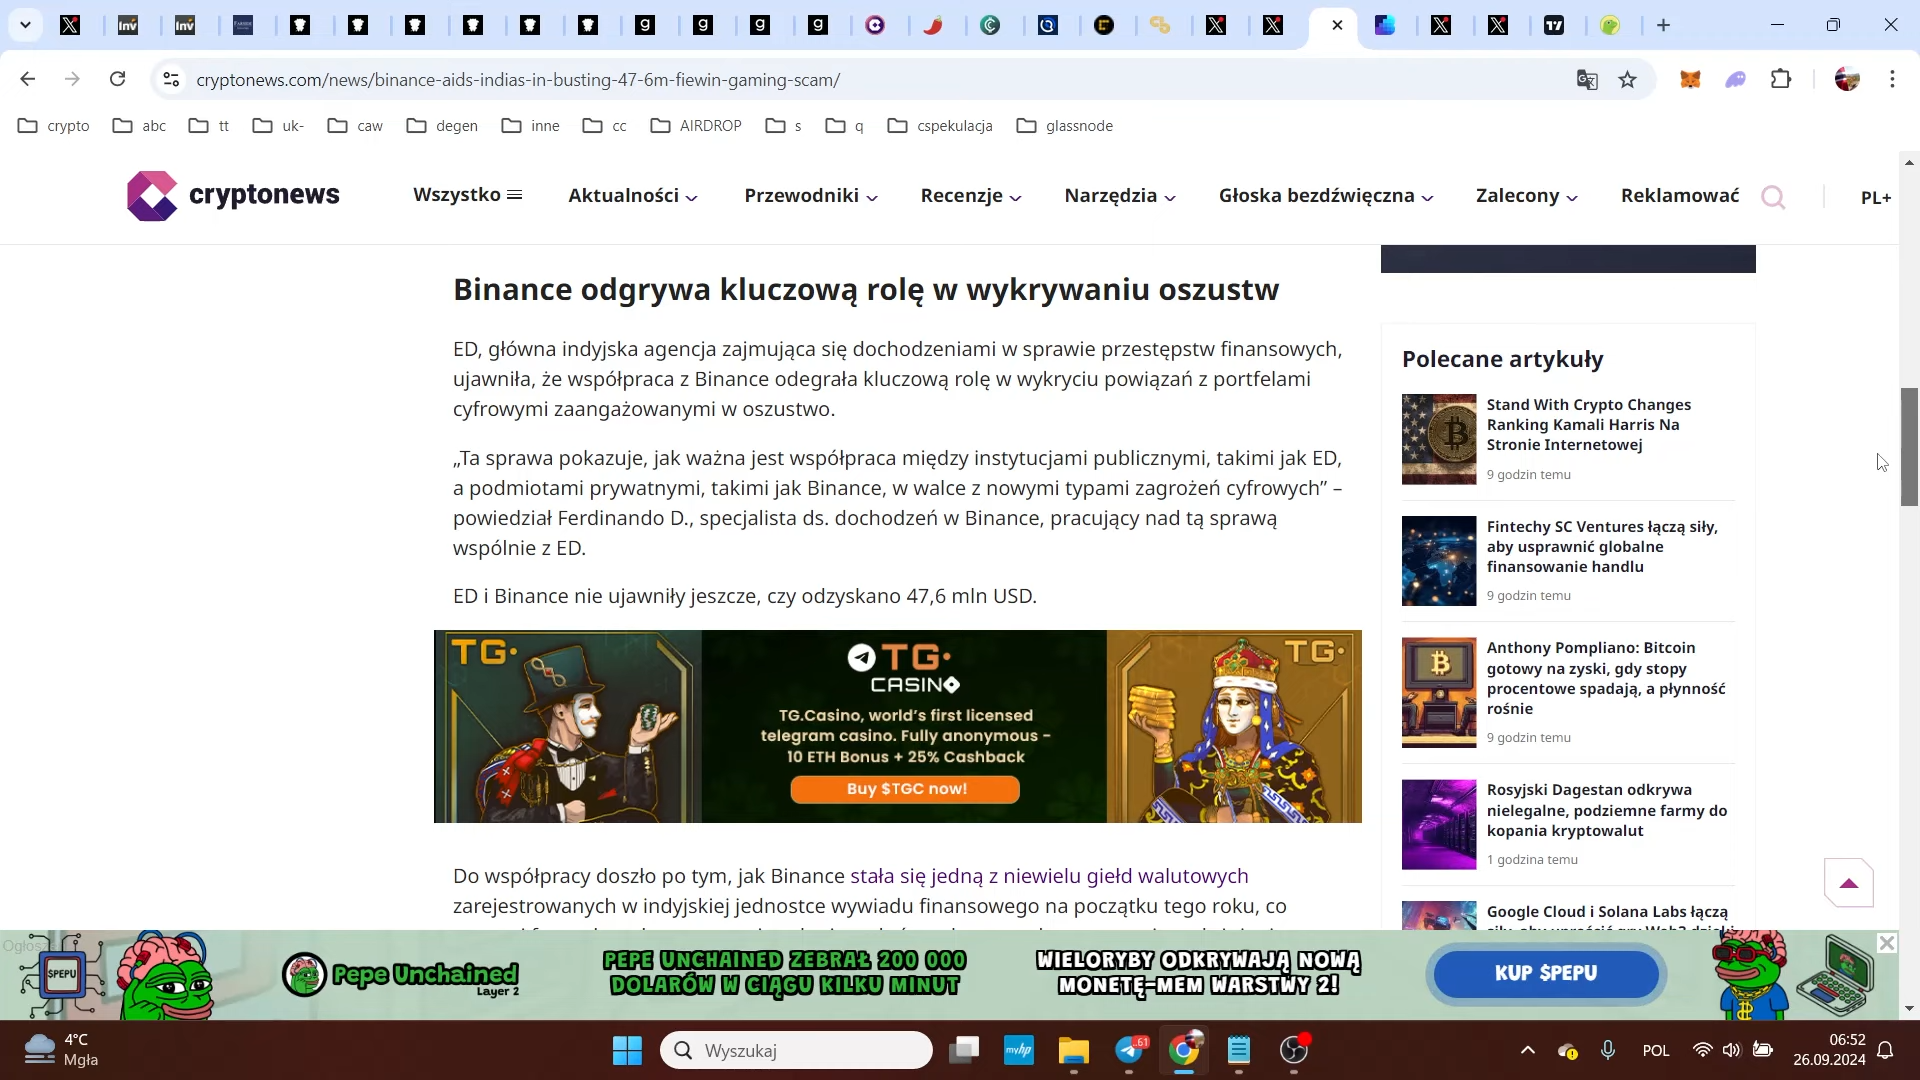 cryptonews.com/news/binance-aids-indias-in-busting-47-6m-fiewin-gaming-scam/
crypto
abc
tt
uk-
caw
degen
inne
cc
AIRDROP
s
q
cspekulacja
glassnode
cryptonews
Wszystko
Aktualności
Przewodniki
Recenzje
Narzędzia
Głoska bezdźwięczna
Zalecony
Reklamować
PL+
Binance odgrywa kluczową rolę w wykrywaniu oszustw
ED, główna indyjska agencja zajmująca się dochodzeniami w sprawie przestępstw finansowych,
ujawniła, że współpraca z Binance odegrała kluczową rolę w wykryciu powiązań z portfelami
cyfrowymi zaangażowanymi w oszustwo.
„Ta sprawa pokazuje, jak ważna jest współpraca między instytucjami publicznymi, takimi jak ED,
a podmiotami prywatnymi, takimi jak Binance, w walce z nowymi typami zagrożeń cyfrowych” –
powiedział Ferdinando D., specjalista ds. dochodzeń w Binance, pracujący nad tą sprawą
wspólnie z ED.
ED i Binance nie ujawniły jeszcze, czy odzyskano 47,6 mln USD.
TG.
TG.
CASINO
TG.Casino, world's first licensed
telegram casino. Fully anonymous -
10 ETH Bonus + 25% Cashback
Buy $TGC now!
TG.
Do współpracy doszło po tym, jak Binance stała się jedną z niewielu giełd walutowych
zarejestrowanych w indyjskiej jednostce wywiadu finansowego na początku tego roku, co
Polecane artykuły
Stand With Crypto Changes
Ranking Kamali Harris Na
Stronie Internetowej
9 godzin temu
Fintechy SC Ventures łączą siły,
aby usprawnić globalne
finansowanie handlu
9 godzin temu
Anthony Pompliano: Bitcoin
gotowy na zyski, gdy stopy
procentowe spadają, a płynność
rośnie
9 godzin temu
Rosyjski Dagestan odkrywa
nielegalne, podziemne farmy do
kopania kryptowalut
1 godzina temu
Google Cloud i Solana Labs łączą
$PEPU
Pepe Unchained
Layer 2
PEPE UNCHAINED ZEBRAŁ 200 000
DOLARÓW W CIĄGU KILKU MINUT
WIELORYBY ODKRYWAJĄ NOWĄ
MONETĘ-MEM WARSTWY 2!
KUP $PEPU
4°C
Mgła
Wyszukaj
myhp
61
POL
06:52
26.09.2024